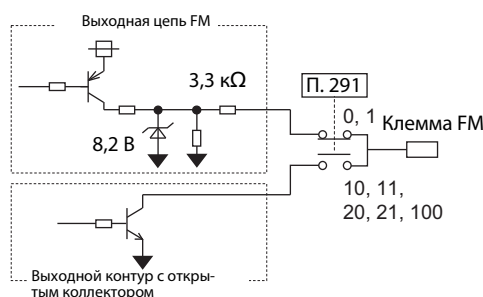 Выходная цепь FM
3,3 кΩ
П. 291
0, 1
Клемма FM
8,2 В
10, 11,
20, 21, 100
Выходной контур с откры-
тым коллектором